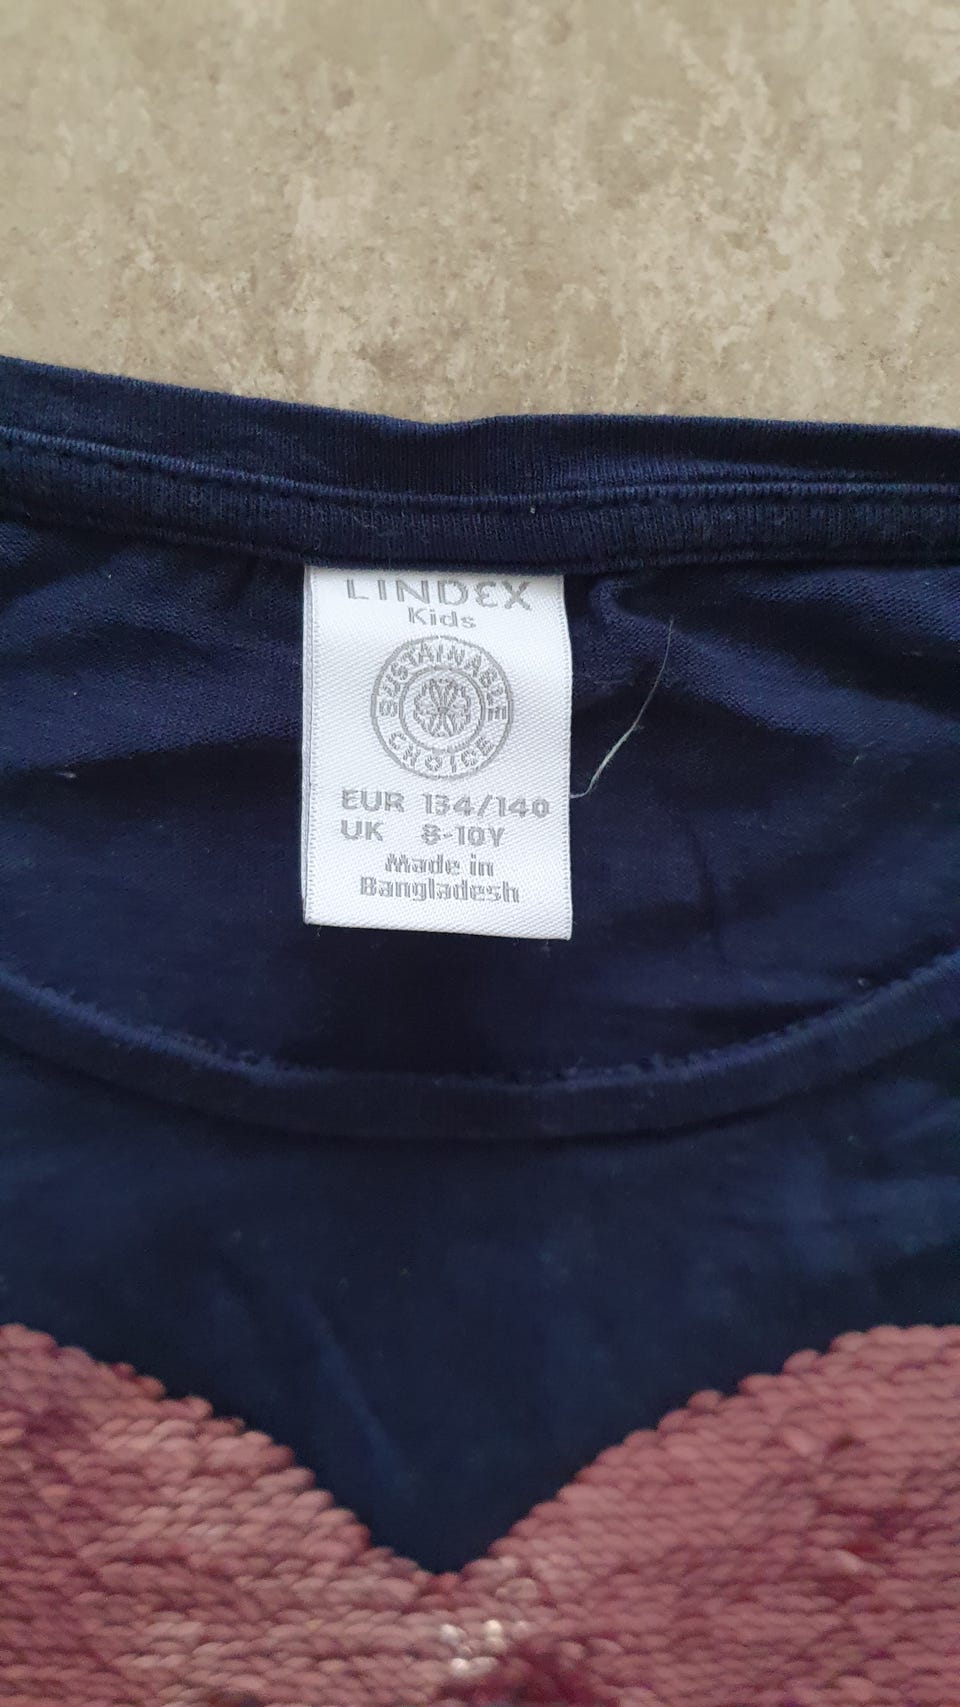 LINDEX
Kids
SUSTAINABLE
CHOICE
EUR 134/140
UK 8-10Y
Made in
Bangladesh